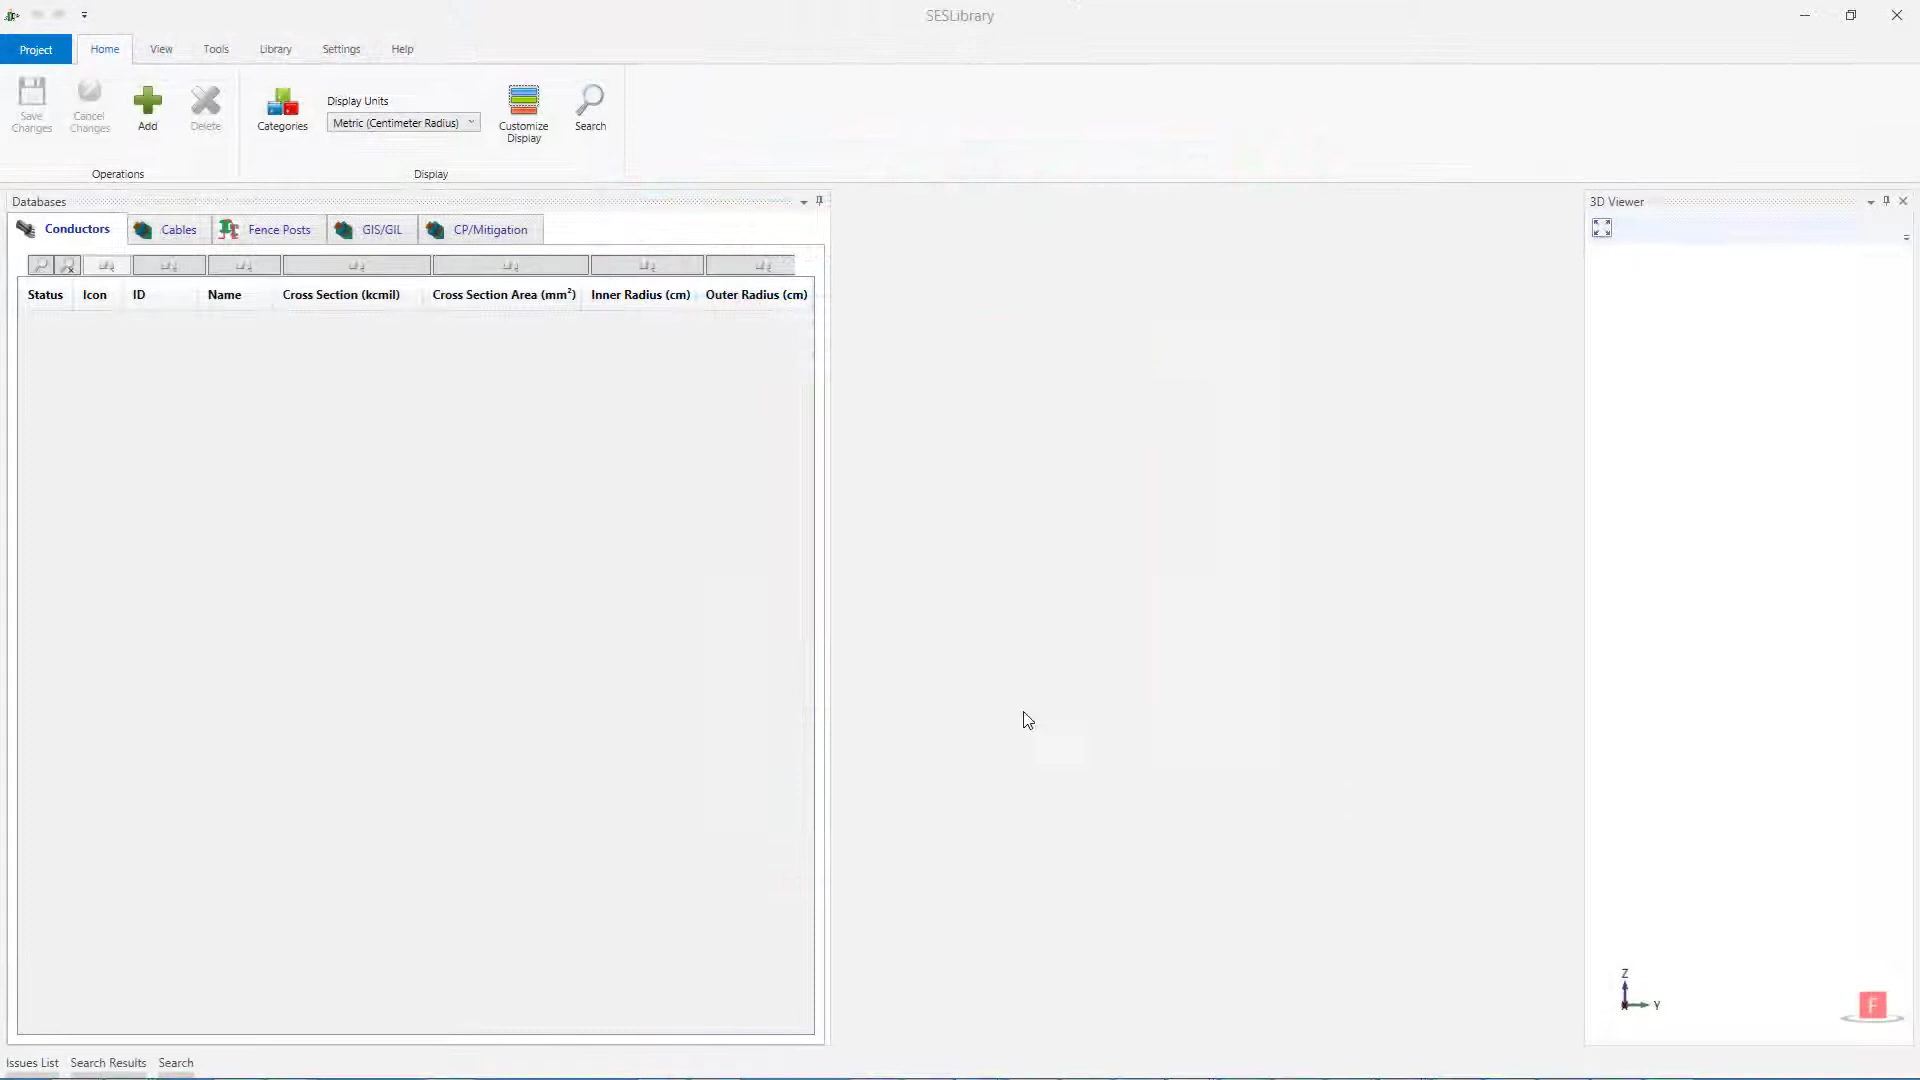 SESLibrary
Project Home View Tools Library Settings Help
Save Changes
Cancel Changes
Add
Delete
Categories
Display Units
Metric (Centimeter Radius)
Customize Display
Search
Operations
Display
Databases
3D Viewer
Conductors Cables Fence Posts GIS/GIL CP/Mitigation
Status Icon ID Name Cross Section (kcmil) Cross Section Area (mm²) Inner Radius (cm) Outer Radius (cm)
Z
Y
F
Issues List Search Results Search